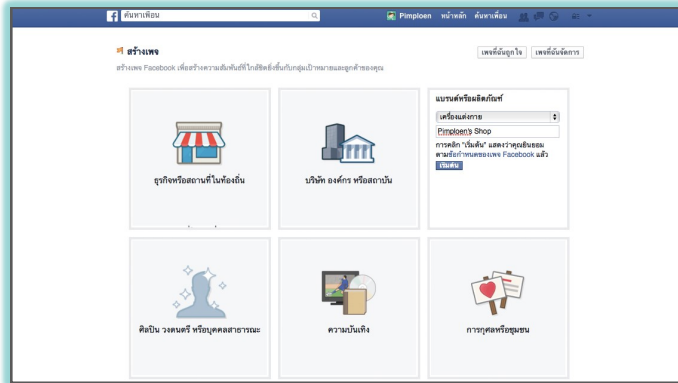 ค้นหาเพื่อน
Pimploen หน้าหลัก ค้นหาเพื่อน
สร้างเพจ
เพจที่ฉันถูกใจ เพจที่ฉันจัดการ
สร้างเพจ Facebook เพื่อสร้างความสัมพันธ์ที่ใกล้ชิดยิ่งขึ้นกับกลุ่มเป้าหมายและลูกค้าของคุณ
ธุรกิจหรือสถานที่ในท้องถิ่น
บริษัท องค์กร หรือสถาบัน
แบรนด์หรือผลิตภัณฑ์
เครื่องแต่งกาย
Pimploen's Shop
การคลิก "เริ่มต้น" แสดงว่าคุณยินยอม
ตามข้อกำหนดของเพจ Facebook แล้ว
เริ่มต้น
ศิลปิน วงดนตรี หรือบุคคลสาธารณะ
ความบันเทิง
การกุศลหรือชุมชน